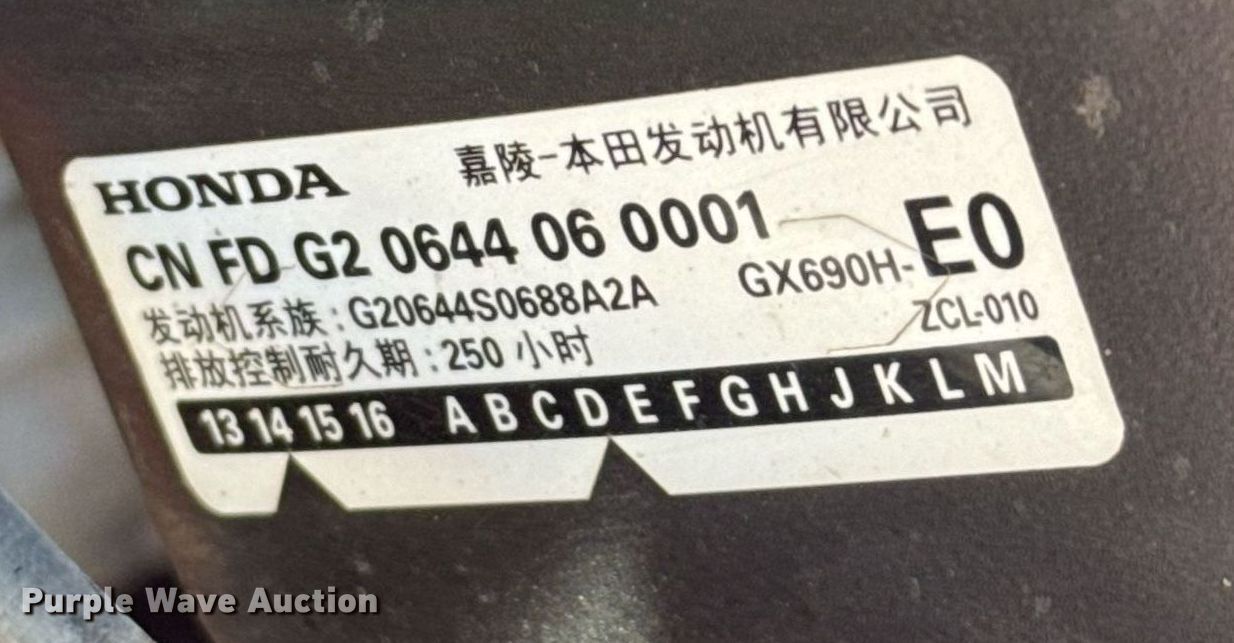 HONDA 嘉陵-本田发动机有限公司
CN FD G2 0644 06 0001
GX690H-E0
发动机系族:G20644S0688A2A
ZCL-010
排放控制耐久期:250 小时
13 14 15 16 A B C D E F G H J K L M
Purple Wave Auction